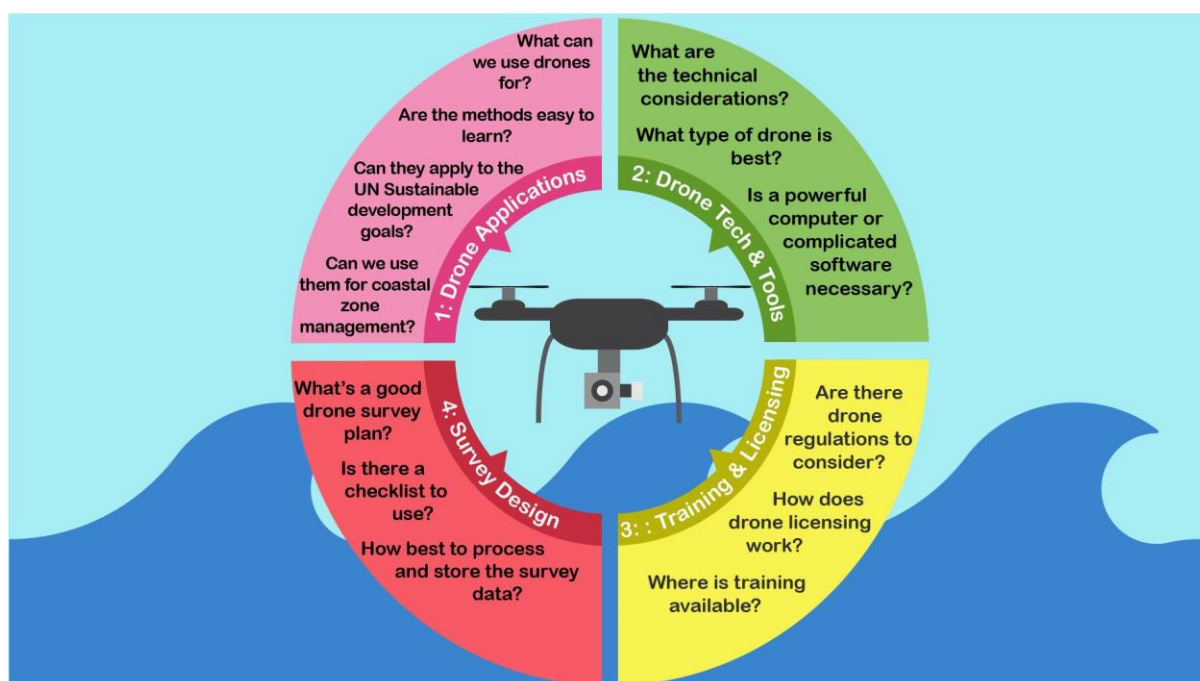 What can
we use drones
for?
Are the methods easy to
learn?
Can they apply to the
UN Sustainable
development
goals?
Can we use
them for coastal
zone
management?
1: Drone Applications
What are
the technical
considerations?
What type of drone is
best?
Is a powerful
computer or
complicated
software
necessary?
2: Drone Tech & Tools
Are there
drone
regulations to
consider?
How does
drone licensing
work?
Where is training
available?
3: : Training & Licensing
What's a good
drone survey
plan?
Is there a
checklist to
use?
How best to process
and store the survey
data?
4: Survey Design